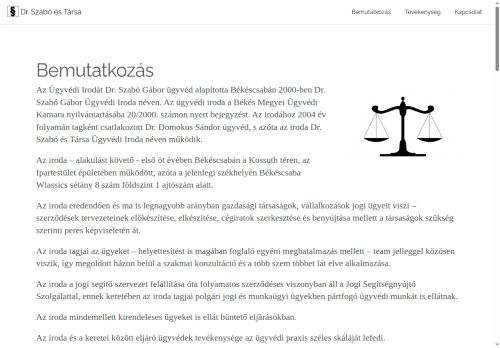 § Dr. Szabó és Társa
Bemutatkozás Tevekenység Kapcsolat
Bemutatkozás
Az Ügyvédi Irodát Dr. Szabó Gábor ügyvéd alapította Békéscsabán 2000-ben Dr.
Szabó Gábor Ügyvédi Iroda néven. Az ügyvédi iroda a Békés Megyei Ügyvédi
Kamara nyilvántartásába 20/2000. számon nyert bejegyzést. Az irodához 2004 év
folyamán tagként csatlakozott Dr. Domokos Sándor ügyvéd, s azóta az iroda Dr.
Szabó és Társa Ügyvédi Iroda néven működik.
Az iroda – alakulást követő - első öt évében Békéscsabán a Kossuth téren, az
Ipartestület épületében működött, azóta a jelenlegi székhelyén Békéscsaba
Wlassics sétány 8 szám földszint 1 ajtószám alatt.
Az iroda eredendően és ma is legnagyobb arányban gazdasági társaságok, vállalkozások jogi ügyeit viszi –
szerződések tervezeteinek előkészítése, elkészítése, cégiratok szerkesztése és benyújtása mellett a társaságok szükség
szerinti peres képviseletén át.
Az iroda tagjai az ügyeket – helyettesítést is magában foglaló egyéni meghatalmazás mellett – team jelleggel közösen
viszik, így megoldott házon belül a szakmai konzultáció és a több szem többet lát elve alkalmazása.
Az iroda a jogi segítő szervezet felállítása óta folyamatos szerződéses viszonyban áll a Jogi Segítségnyújtó
Szolgálattal, ennek keretében az iroda tagjai polgári jogi és munkaügyi ügyekben pártfogó ügyvédi munkát is ellátnak.
Az iroda mindemellett kirendeléses ügyeket is ellát büntető eljárásokban.
Az iroda és a keretei között eljáró ügyvédek tevékenysége az ügyvédi praxis széles skáláját lefedi.